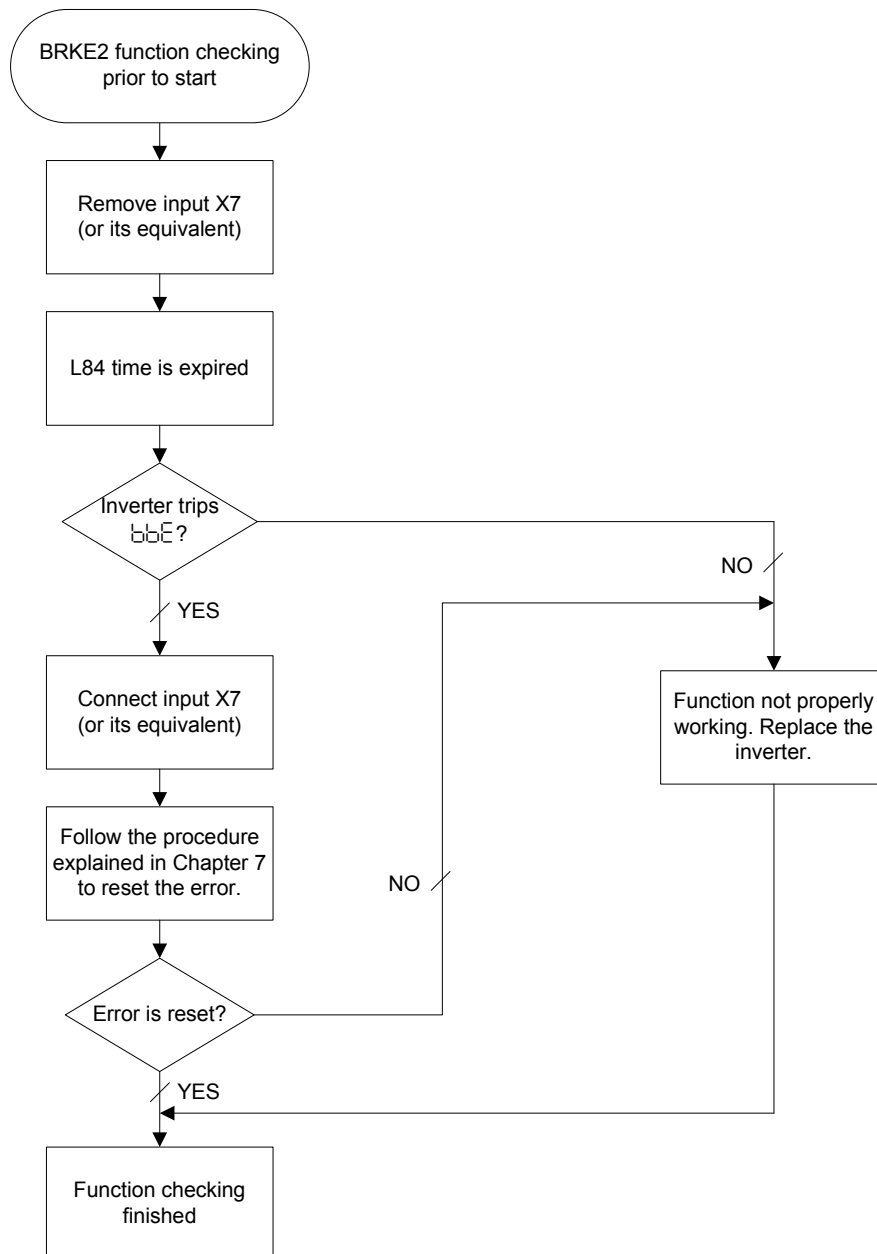 BRKE2 function checking
prior to start
Remove input X7
(or its equivalent)
L84 time is expired
Inverter trips
bbE?
NO
YES
Connect input X7
(or its equivalent)
Function not properly
working. Replace the
inverter.
Follow the procedure
explained in Chapter 7
to reset the error.
NO
Error is reset?
YES
Function checking
finished